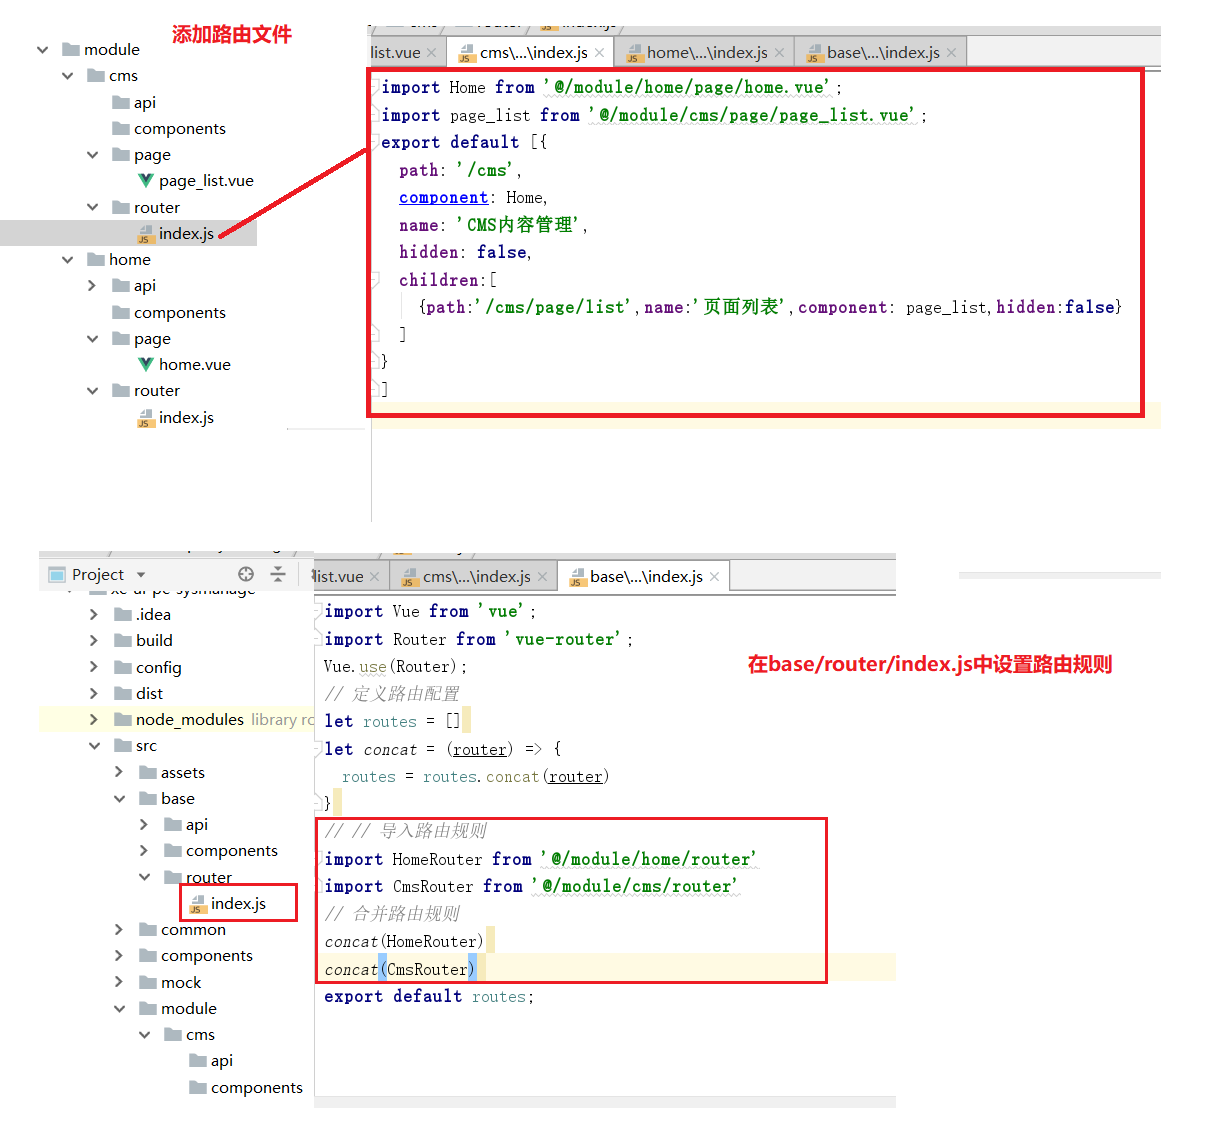 添加路由文件
module
cms
api
components
page
page_list.vue
router
index.js
home
api
components
page
home.vue
router
index.js
list.vue × cms\...\index.js × home\...\index.js × base\...\index.js ×
import Home from '@/module/home/page/home.vue';
import page_list from '@/module/cms/page/page_list.vue';
export default [{
path: '/cms',
component: Home,
name: 'CMS内容管理',
hidden: false,
children:[
{path:'/cms/page/list',name:'页面列表',component: page_list,hidden:false}
]
}
]
Project
xc-ui-pc-sysmanage
.idea
build
config
dist
node_modules library ro
src
assets
base
api
components
router
index.js
common
components
mock
module
cms
api
components
list.vue × cms\...\index.js × base\...\index.js ×
import Vue from 'vue';
import Router from 'vue-router';
Vue.use(Router);
// 定义路由配置
let routes = []
let concat = (router) => {
routes = routes.concat(router)
}
// // 导入路由规则
import HomeRouter from '@/module/home/router'
import CmsRouter from '@/module/cms/router'
// 合并路由规则
concat(HomeRouter)
concat(CmsRouter)
export default routes;
在base/router/index.js中设置路由规则